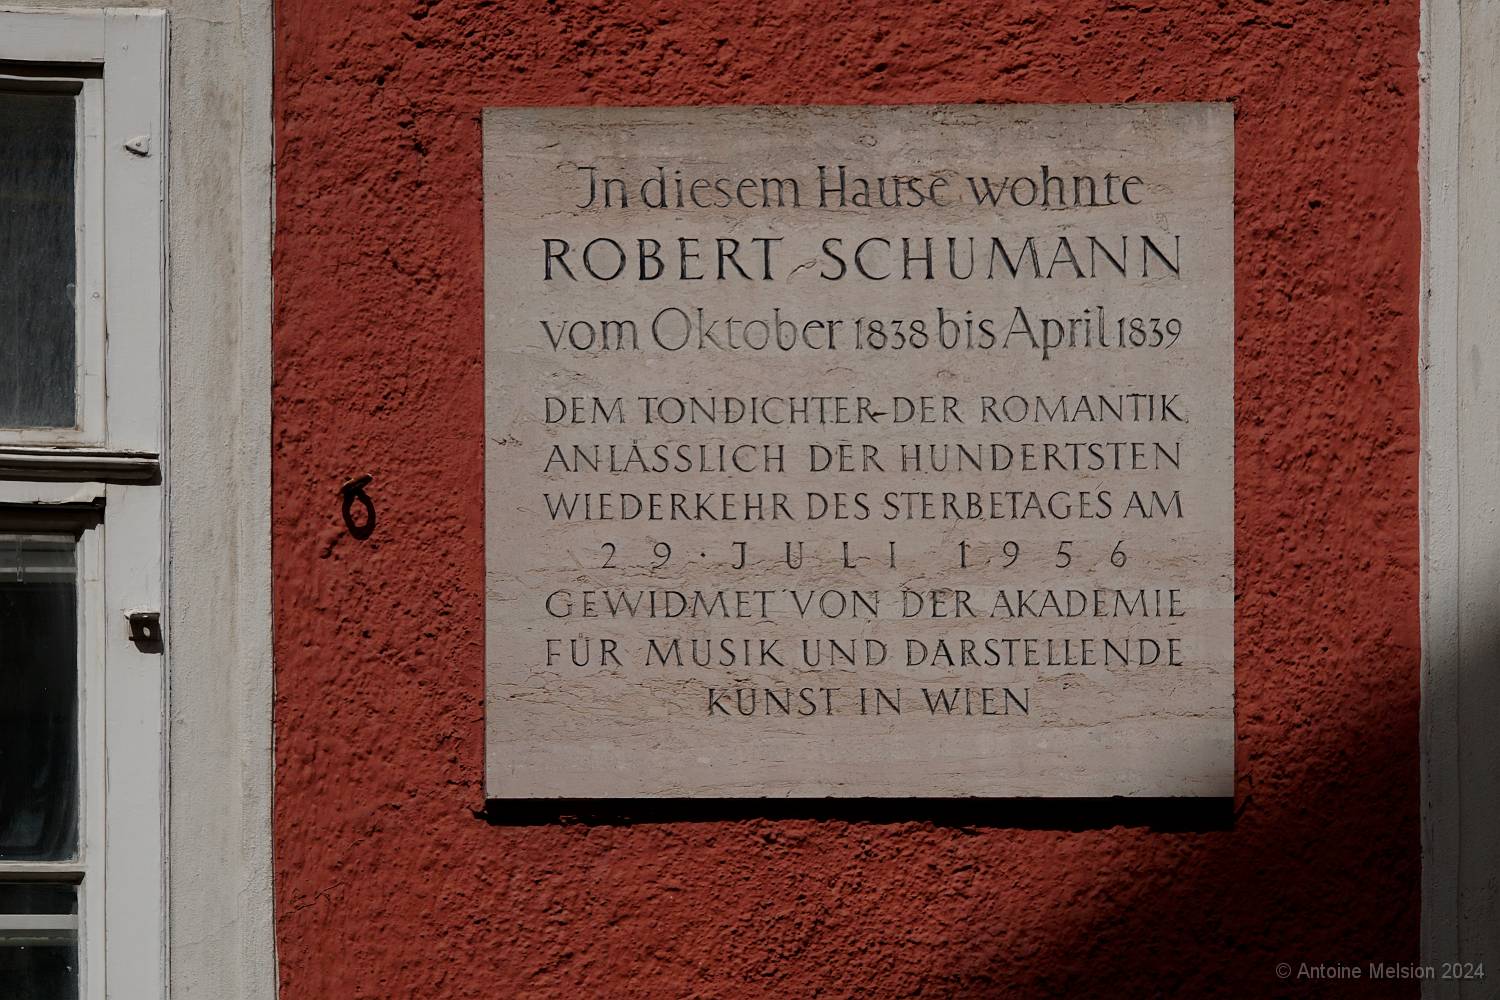 In diesem Hause wohnte
ROBERT SCHUMANN
vom Oktober 1838 bis April 1839
DEM TONDICHTER DER ROMANTIK
ANLÄSSLICH DER HUNDERTSTEN
WIEDERKEHR DES STERBETAGES AM
29. JULI 1956
GEWIDMET VON DER AKADEMIE
FÜR MUSIK UND DARSTELLENDE
KUNST IN WIEN
© Antoine Melsion 2024